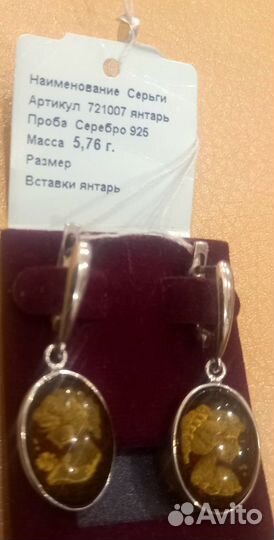 Наименование Серьги
Артикул 721007 янтарь
Проба Серебро 925
Масса 5,76 г.
Размер
Вставки янтарь
Avito